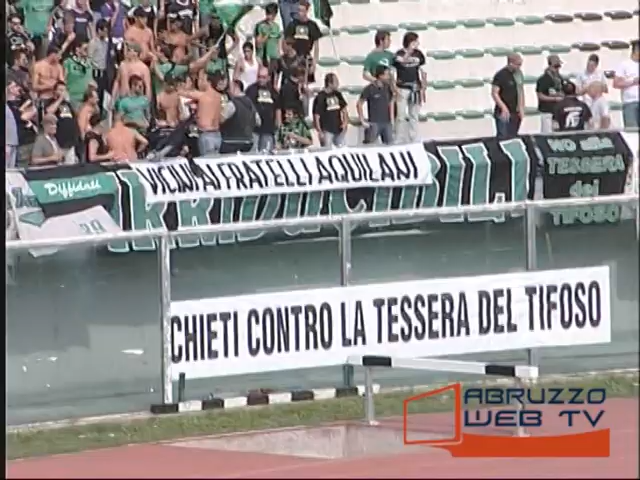 VICINI AI FRATELLI AQUILANI
Diffidati
IRRIDUCIBILI
NO alla
TESSERA
del
TIFOSO
CHIETI CONTRO LA TESSERA DEL TIFOSO
ABRUZZO
WEB TV